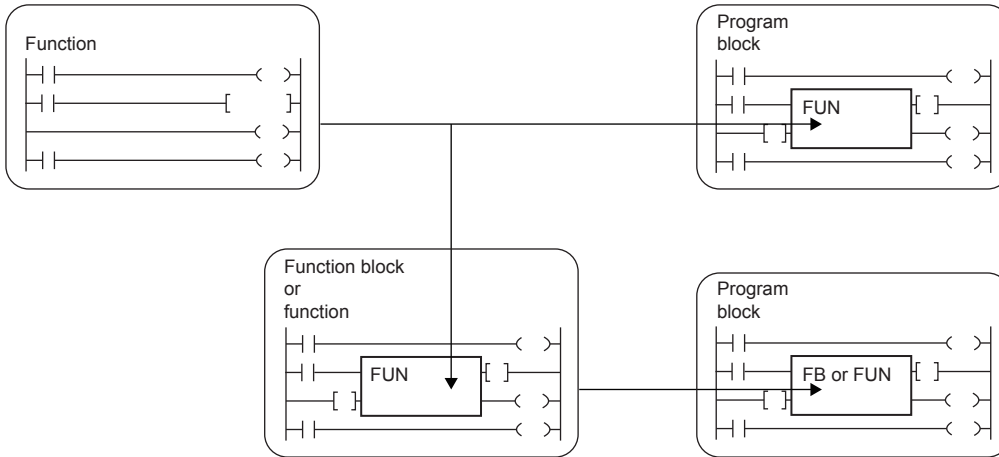 Function
Program
block
FUN
Function block
or
function
FUN
Program
block
FB or FUN